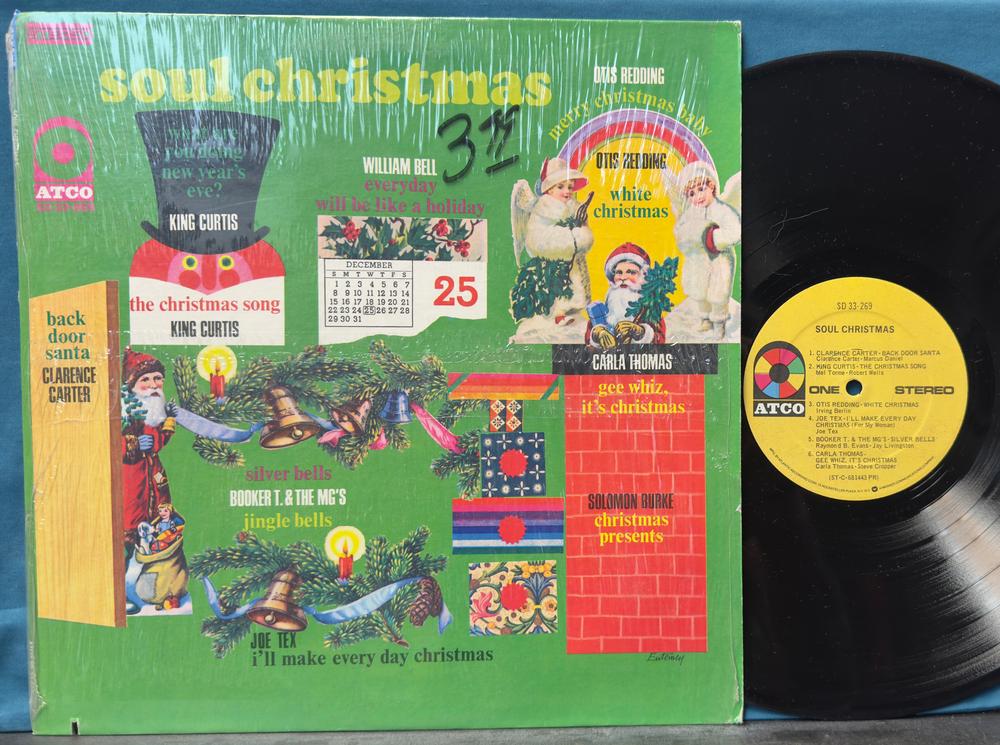 soul christmas
OTIS REDDING
merry christmas baby
OTIS REDDING
white
christmas
ATCO
what are
you doing
new year's
eve?
KING CURTIS
the christmas song
KING CURTIS
WILLIAM BELL
everyday
will be like a holiday
DECEMBER
S M T W T F S
1 2 3 4 5 6 7
8 9 10 11 12 13 14
15 16 17 18 19 20 21
22 23 24 25 26 27 28
29 30 31
25
back
door
santa
CLARENCE
CARTER
CARLA THOMAS
gee whiz,
it's christmas
silver bells
BOOKER T. & THE MG'S
jingle bells
SOLOMON BURKE
christmas
presents
JOE TEX
i'll make every day christmas
SD 33-269
SOUL CHRISTMAS
1. CLARENCE CARTER-BACK DOOR SANTA
Clarence Carter-Marcus Daniel
2. KING CURTIS-THE CHRISTMAS SONG
Mel Torme-Robert Wells
ONE STEREO
ATCO
3. OTIS REDDING-WHITE CHRISTMAS
Irving Berlin
4. JOE TEX-I'LL MAKE EVERY DAY
CHRISTMAS (For My Woman)
Joe Tex
5. BOOKER T. & THE MG'S-SILVER BELLS
Raymond B. Evans-Jay Livingston
6. CARLA THOMAS-
GEE WHIZ, IT'S CHRISTMAS
Carla Thomas-Steve Cropper
(ST-C-681443 PR)